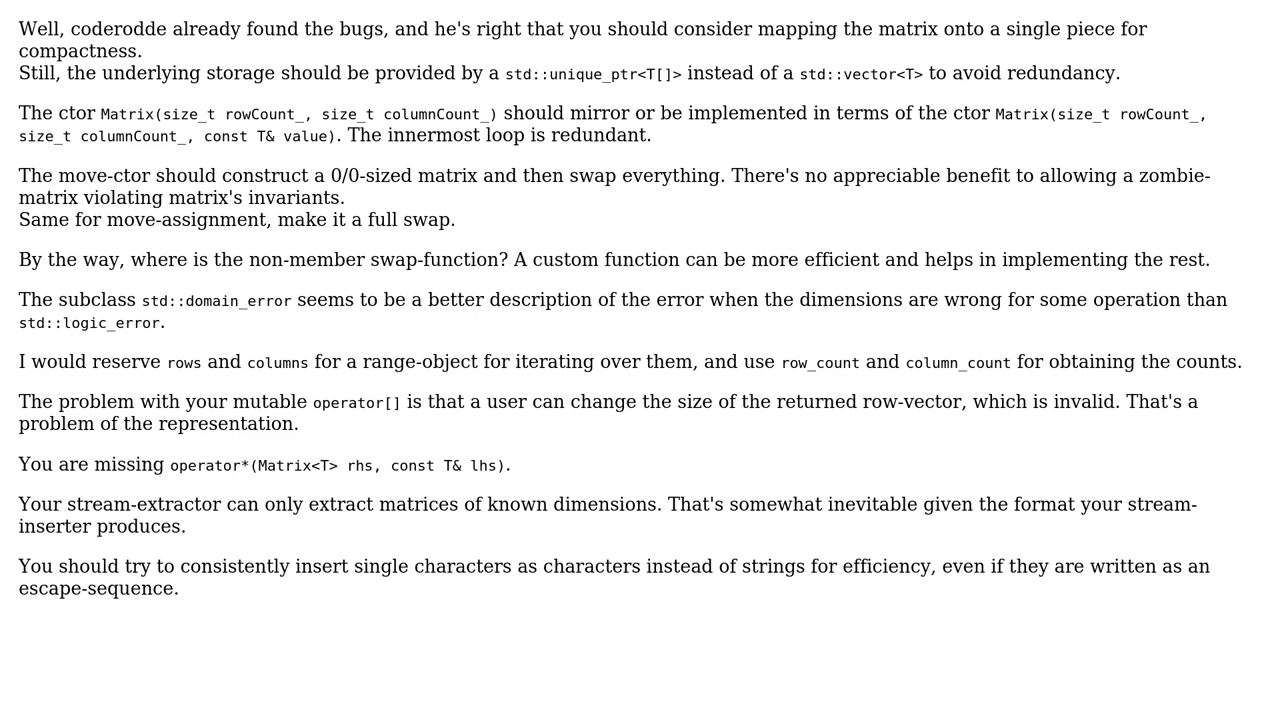 Well, coderodde already found the bugs, and he's right that you should consider mapping the matrix onto a single piece for
compactness.
Still, the underlying storage should be provided by a std::unique_ptr<T[]> instead of a std::vector<T> to avoid redundancy.
The ctor Matrix(size_t rowCount_, size_t columnCount_) should mirror or be implemented in terms of the ctor Matrix(size_t rowCount_,
size_t columnCount_, const T& value). The innermost loop is redundant.
The move-ctor should construct a 0/0-sized matrix and then swap everything. There's no appreciable benefit to allowing a zombie-
matrix violating matrix's invariants.
Same for move-assignment, make it a full swap.
By the way, where is the non-member swap-function? A custom function can be more efficient and helps in implementing the rest.
The subclass std::domain_error seems to be a better description of the error when the dimensions are wrong for some operation than
std::logic_error.
I would reserve rows and columns for a range-object for iterating over them, and use row_count and column_count for obtaining the counts.
The problem with your mutable operator[] is that a user can change the size of the returned row-vector, which is invalid. That's a
problem of the representation.
You are missing operator*(Matrix<T> rhs, const T& lhs).
Your stream-extractor can only extract matrices of known dimensions. That's somewhat inevitable given the format your stream-
inserter produces.
You should try to consistently insert single characters as characters instead of strings for efficiency, even if they are written as an
escape-sequence.